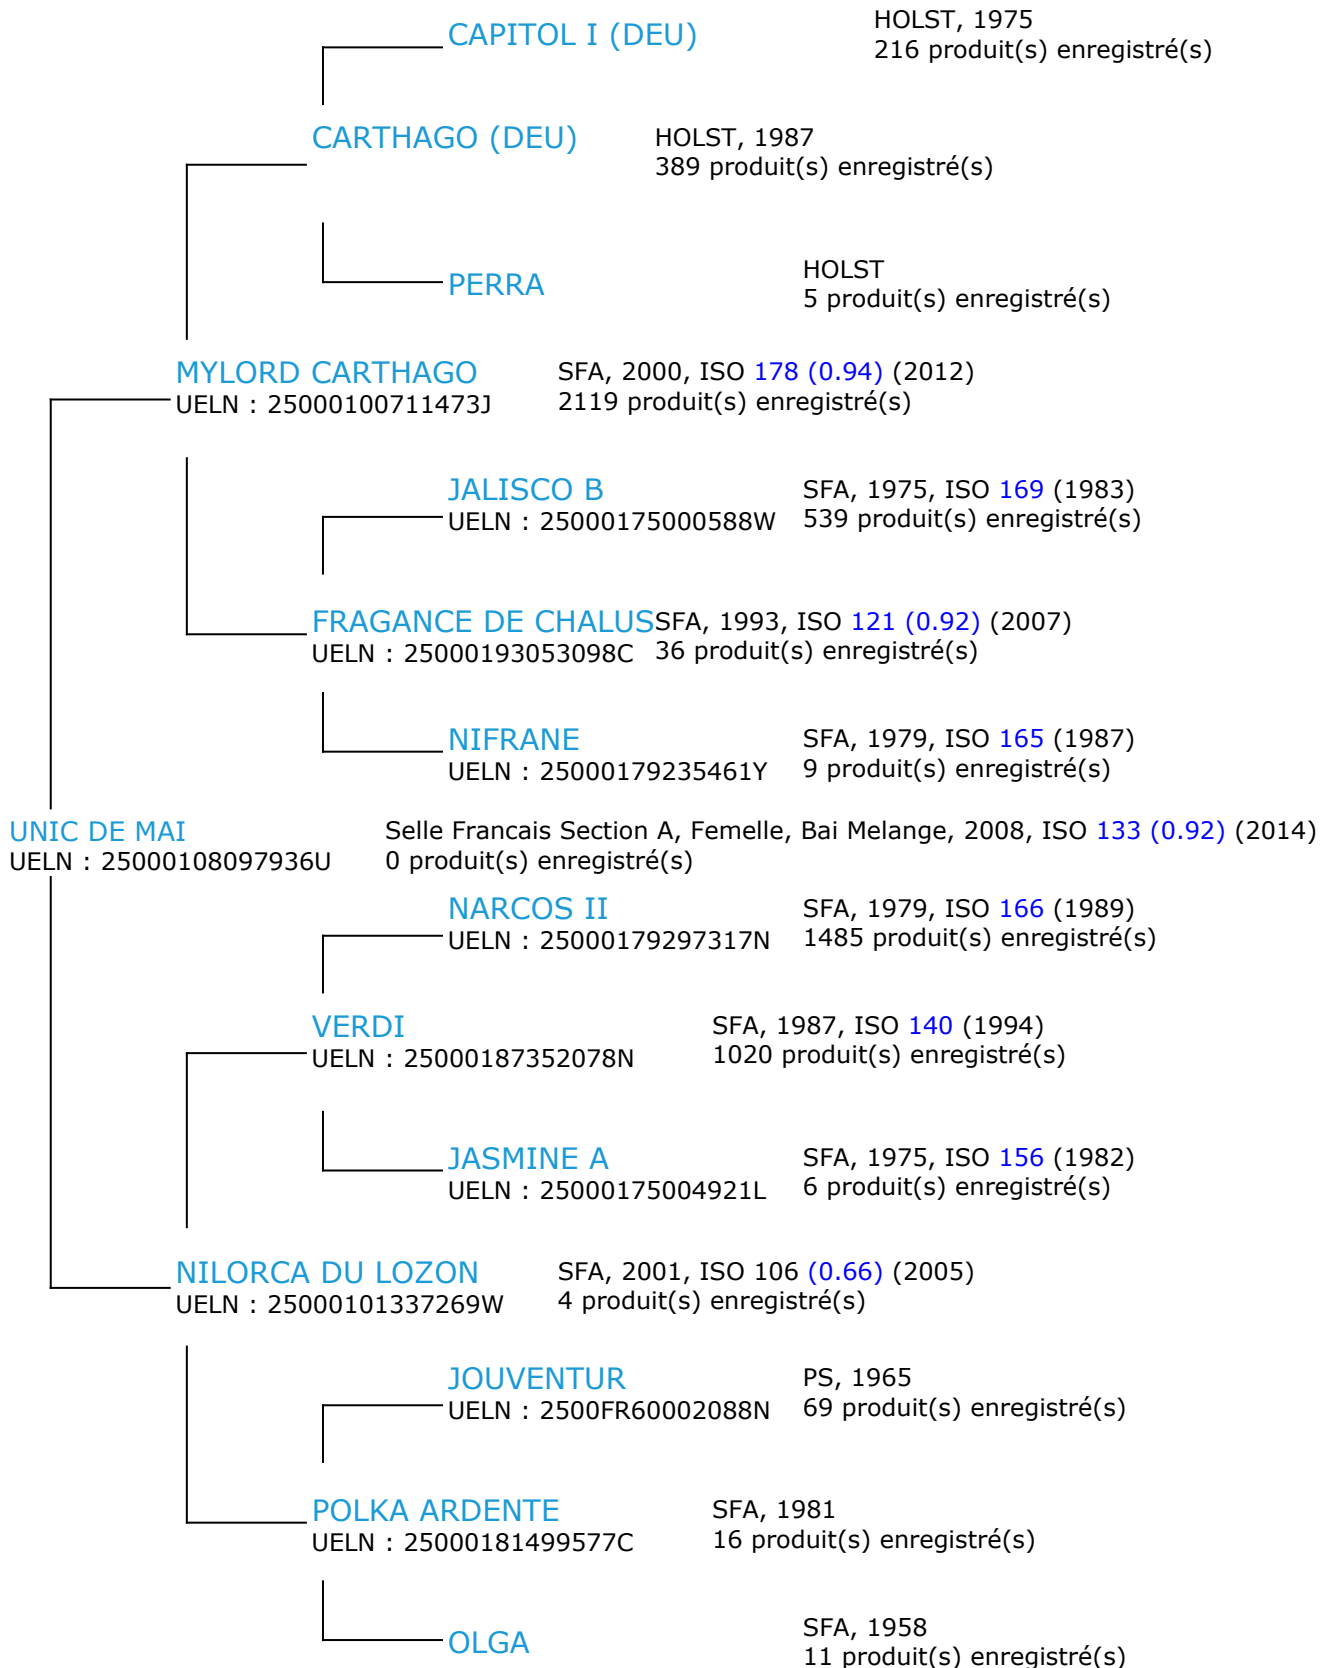 CAPITOL I (DEU)
HOLST, 1975
216 produit(s) enregistré(s)
CARTHAGO (DEU)
HOLST, 1987
389 produit(s) enregistré(s)
PERRA
HOLST
5 produit(s) enregistré(s)
MYLORD CARTHAGO
UELN : 25000100711473J
SFA, 2000, ISO 178 (0.94) (2012)
2119 produit(s) enregistré(s)
JALISCO B
UELN : 25000175000588W
SFA, 1975, ISO 169 (1983)
539 produit(s) enregistré(s)
FRAGANCE DE CHALUS
UELN : 25000193053098C
SFA, 1993, ISO 121 (0.92) (2007)
36 produit(s) enregistré(s)
NIFRANE
UELN : 25000179235461Y
SFA, 1979, ISO 165 (1987)
9 produit(s) enregistré(s)
UNIC DE MAI
UELN : 25000108097936U
Selle Francais Section A, Femelle, Bai Melange, 2008, ISO 133 (0.92) (2014)
0 produit(s) enregistré(s)
NARCOS II
UELN : 25000179297317N
SFA, 1979, ISO 166 (1989)
1485 produit(s) enregistré(s)
VERDI
UELN : 25000187352078N
SFA, 1987, ISO 140 (1994)
1020 produit(s) enregistré(s)
JASMINE A
UELN : 25000175004921L
SFA, 1975, ISO 156 (1982)
6 produit(s) enregistré(s)
NILORCA DU LOZON
UELN : 25000101337269W
SFA, 2001, ISO 106 (0.66) (2005)
4 produit(s) enregistré(s)
JOUVENTUR
UELN : 2500FR60002088N
PS, 1965
69 produit(s) enregistré(s)
POLKA ARDENTE
UELN : 25000181499577C
SFA, 1981
16 produit(s) enregistré(s)
OLGA
SFA, 1958
11 produit(s) enregistré(s)